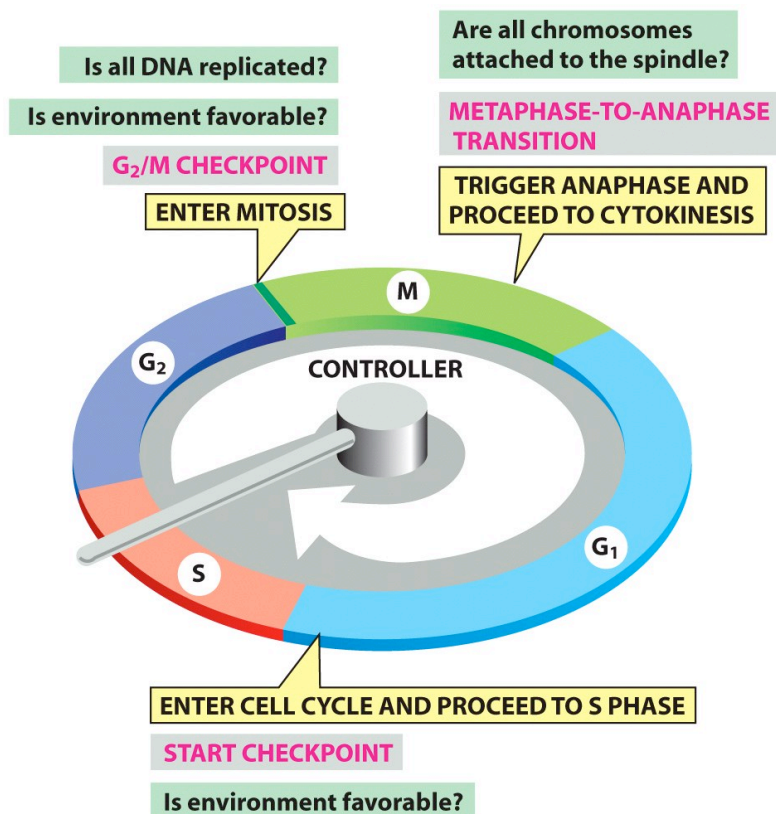 Is all DNA replicated?
Is environment favorable?
G₂/M CHECKPOINT
ENTER MITOSIS
Are all chromosomes
attached to the spindle?
METAPHASE-TO-ANAPHASE
TRANSITION
TRIGGER ANAPHASE AND
PROCEED TO CYTOKINESIS
M
G₂
CONTROLLER
G₁
S
ENTER CELL CYCLE AND PROCEED TO S PHASE
START CHECKPOINT
Is environment favorable?